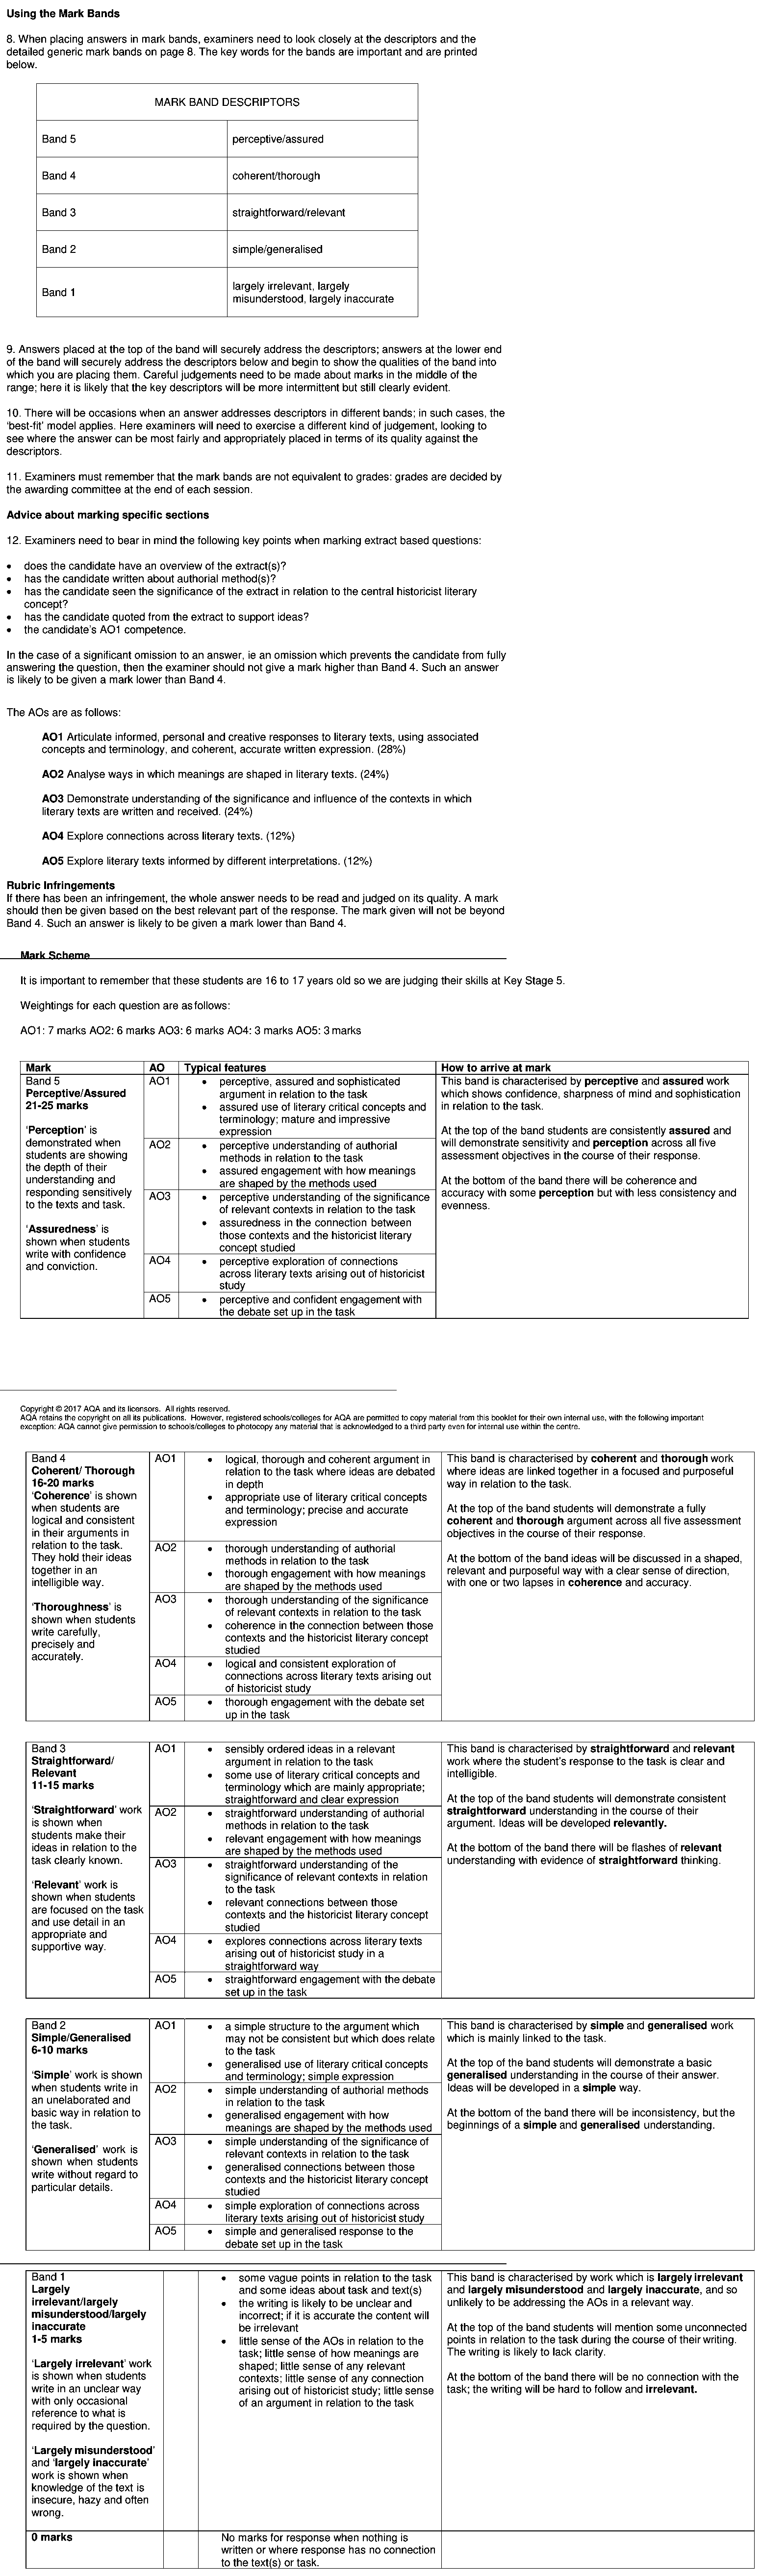 Using the Mark Bands
8. When placing answers in mark bands, examiners need to look closely at the descriptors and the
detailed generic mark bands on page 8. The key words for the bands are important and are printed
below.
MARK BAND DESCRIPTORS
Band 5 perceptive/assured
Band 4 coherent/thorough
Band 3 straightforward/relevant
Band 2 simple/generalised
Band 1 largely irrelevant, largely
misunderstood, largely inaccurate
9. Answers placed at the top of the band will securely address the descriptors; answers at the lower end
of the band will securely address the descriptors below and begin to show the qualities of the band into
which you are placing them. Careful judgements need to be made about marks in the middle of the
range; here it is likely that the key descriptors will be more intermittent but still clearly evident.
10. There will be occasions when an answer addresses descriptors in different bands; in such cases, the
‘best-fit’ model applies. Here examiners will need to exercise a different kind of judgement, looking to
see where the answer can be most fairly and appropriately placed in terms of its quality against the
descriptors.
11. Examiners must remember that the mark bands are not equivalent to grades: grades are decided by
the awarding committee at the end of each session.
Advice about marking specific sections
12. Examiners need to bear in mind the following key points when marking extract based questions:
• does the candidate have an overview of the extract(s)?
• has the candidate written about authorial method(s)?
• has the candidate seen the significance of the extract in relation to the central historicist literary
concept?
• has the candidate quoted from the extract to support ideas?
• the candidate’s AO1 competence.
In the case of a significant omission to an answer, ie an omission which prevents the candidate from fully
answering the question, then the examiner should not give a mark higher than Band 4. Such an answer
is likely to be given a mark lower than Band 4.
The AOs are as follows:
AO1 Articulate informed, personal and creative responses to literary texts, using associated
concepts and terminology, and coherent, accurate written expression. (28%)
AO2 Analyse ways in which meanings are shaped in literary texts. (24%)
AO3 Demonstrate understanding of the significance and influence of the contexts in which
literary texts are written and received. (24%)
AO4 Explore connections across literary texts. (12%)
AO5 Explore literary texts informed by different interpretations. (12%)
Rubric Infringements
If there has been an infringement, the whole answer needs to be read and judged on its quality. A mark
should then be given based on the best relevant part of the response. The mark given will not be beyond
Band 4. Such an answer is likely to be given a mark lower than Band 4.
Mark Scheme
It is important to remember that these students are 16 to 17 years old so we are judging their skills at Key Stage 5.
Weightings for each question are as follows:
AO1: 7 marks AO2: 6 marks AO3: 6 marks AO4: 3 marks AO5: 3 marks
Mark AO Typical features How to arrive at mark
Band 5
Perceptive/Assured
21-25 marks
‘Perception’ is
demonstrated when
students are showing
the depth of their
understanding and
responding sensitively
to the texts and task.
‘Assuredness’ is
shown when students
write with confidence
and conviction.
AO1
• perceptive, assured and sophisticated
argument in relation to the task
• assured use of literary critical concepts and
terminology; mature and impressive
expression
AO2
• perceptive understanding of authorial
methods in relation to the task
• assured engagement with how meanings
are shaped by the methods used
AO3
• perceptive understanding of the significance
of relevant contexts in relation to the task
• assuredness in the connection between
those contexts and the historicist literary
concept studied
AO4
• perceptive exploration of connections
across literary texts arising out of historicist
study
AO5
• perceptive and confident engagement with
the debate set up in the task
This band is characterised by perceptive and assured work
which shows confidence, sharpness of mind and sophistication
in relation to the task.
At the top of the band students are consistently assured and
will demonstrate sensitivity and perception across all five
assessment objectives in the course of their response.
At the bottom of the band there will be coherence and
accuracy with some perception but with less consistency and
evenness.
Copyright © 2017 AQA and its licensors. All rights reserved.
AQA retains the copyright on all its publications. However, registered schools/colleges for AQA are permitted to copy material from this booklet for their own internal use, with the following important
exception: AQA cannot give permission to schools/colleges to photocopy any material that is acknowledged to a third party even for internal use within the centre.
Band 4
Coherent/ Thorough
16-20 marks
‘Coherence’ is shown
when students are
logical and consistent
in their arguments in
relation to the task.
They hold their ideas
together in an
intelligible way.
‘Thoroughness’ is
shown when students
write carefully,
precisely and
accurately.
AO1
• logical, thorough and coherent argument in
relation to the task where ideas are debated
in depth
• appropriate use of literary critical concepts
and terminology; precise and accurate
expression
AO2
• thorough understanding of authorial
methods in relation to the task
• thorough engagement with how meanings
are shaped by the methods used
AO3
• thorough understanding of the significance
of relevant contexts in relation to the task
• coherence in the connection between those
contexts and the historicist literary concept
studied
AO4
• logical and consistent exploration of
connections across literary texts arising out
of historicist study
AO5
• thorough engagement with the debate set
up in the task
This band is characterised by coherent and thorough work
where ideas are linked together in a focused and purposeful
way in relation to the task.
At the top of the band students will demonstrate a fully
coherent and thorough argument across all five assessment
objectives in the course of their response.
At the bottom of the band ideas will be discussed in a shaped,
relevant and purposeful way with a clear sense of direction,
with one or two lapses in coherence and accuracy.
Band 3
Straightforward/
Relevant
11-15 marks
‘Straightforward’ work
is shown when
students make their
ideas in relation to the
task clearly known.
‘Relevant’ work is
shown when students
are focused on the task
and use detail in an
appropriate and
supportive way.
AO1
• sensibly ordered ideas in a relevant
argument in relation to the task
• some use of literary critical concepts and
terminology which are mainly appropriate;
straightforward and clear expression
AO2
• straightforward understanding of authorial
methods in relation to the task
• relevant engagement with how meanings
are shaped by the methods used
AO3
• straightforward understanding of the
significance of relevant contexts in relation
to the task
• relevant connections between those
contexts and the historicist literary concept
studied
AO4
• explores connections across literary texts
arising out of historicist study in a
straightforward way
AO5
• straightforward engagement with the debate
set up in the task
This band is characterised by straightforward and relevant
work where the student’s response to the task is clear and
intelligible.
At the top of the band students will demonstrate consistent
straightforward understanding in the course of their
argument. Ideas will be developed relevantly.
At the bottom of the band there will be flashes of relevant
understanding with evidence of straightforward thinking.
Band 2
Simple/Generalised
6-10 marks
‘Simple’ work is shown
when students write in
an unelaborated and
basic way in relation to
the task.
‘Generalised’ work is
shown when students
write without regard to
particular details.
AO1
• a simple structure to the argument which
may not be consistent but which does relate
to the task
• generalised use of literary critical concepts
and terminology; simple expression
AO2
• simple understanding of authorial methods
in relation to the task
• generalised engagement with how
meanings are shaped by the methods used
AO3
• simple understanding of the significance of
relevant contexts in relation to the task
• generalised connections between those
contexts and the historicist literary concept
studied
AO4
• simple exploration of connections across
literary texts arising out of historicist study
AO5
• simple and generalised response to the
debate set up in the task
This band is characterised by simple and generalised work
which is mainly linked to the task.
At the top of the band students will demonstrate a basic
generalised understanding in the course of their answer.
Ideas will be developed in a simple way.
At the bottom of the band there will be inconsistency, but the
beginnings of a simple and generalised understanding.
Band 1
Largely
irrelevant/largely
misunderstood/largely
inaccurate
1-5 marks
‘Largely irrelevant’ work
is shown when students
write in an unclear way
with only occasional
reference to what is
required by the question.
‘Largely misunderstood’
and ‘largely inaccurate’
work is shown when
knowledge of the text is
insecure, hazy and often
wrong.
• some vague points in relation to the task
and some ideas about task and text(s)
• the writing is likely to be unclear and
incorrect; if it is accurate the content will
be irrelevant
• little sense of the AOs in relation to the
task; little sense of how meanings are
shaped; little sense of any relevant
contexts; little sense of any connection
arising out of historicist study; little sense
of an argument in relation to the task
This band is characterised by work which is largely irrelevant
and largely misunderstood and largely inaccurate, and so
unlikely to be addressing the AOs in a relevant way.
At the top of the band students will mention some unconnected
points in relation to the task during the course of their writing.
The writing is likely to lack clarity.
At the bottom of the band there will be no connection with the
task; the writing will be hard to follow and irrelevant.
0 marks
No marks for response when nothing is
written or where response has no connection
to the text(s) or task.